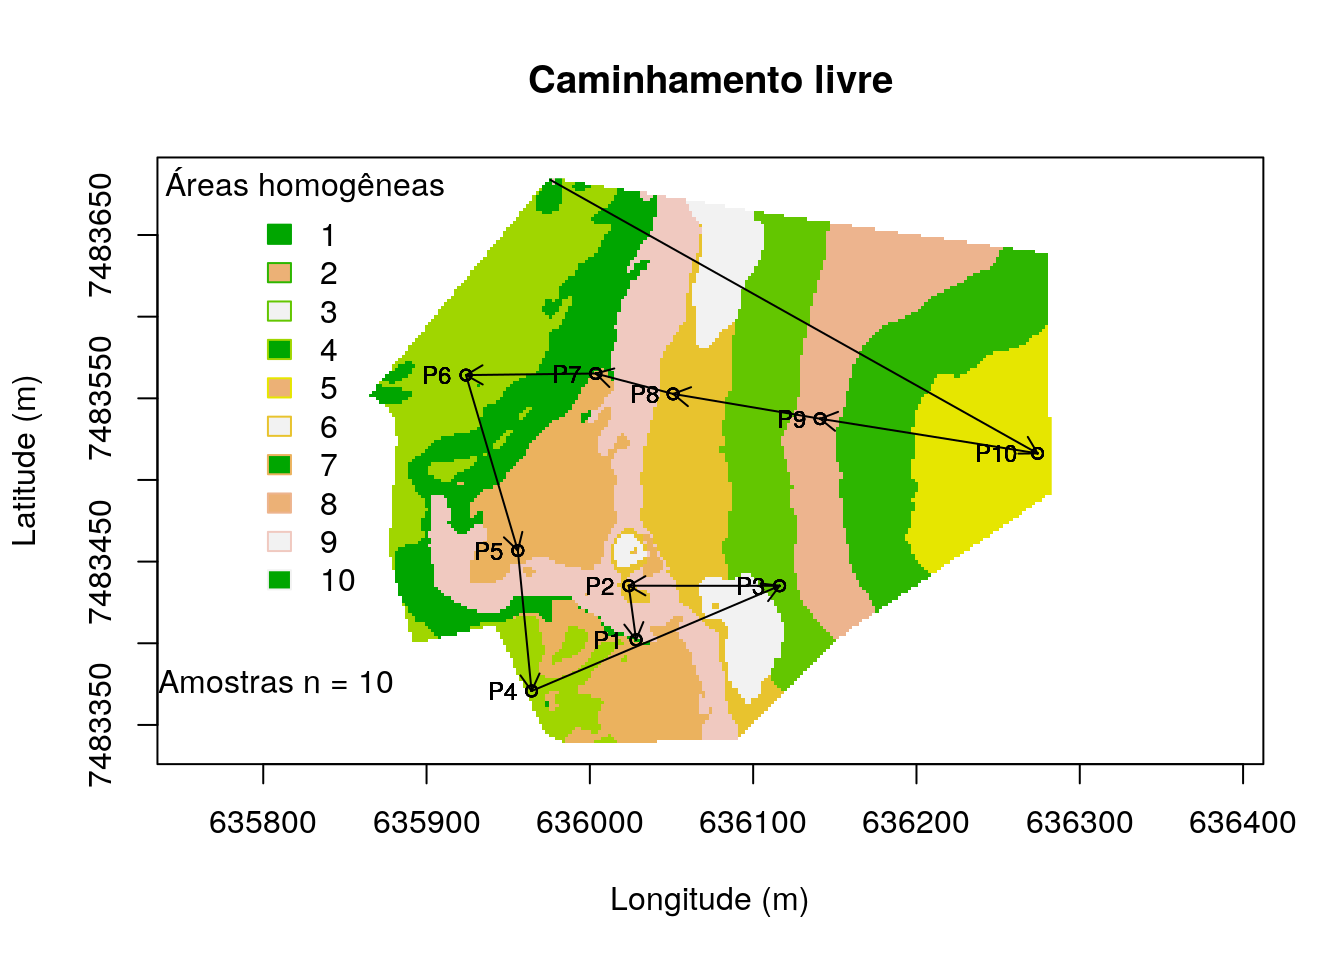 Caminhamento livre
Áreas homogêneas
1
2
3
4
5
6
7
8
9
10
P6
P7
P8
P9
P10
P5
P2
P3
P1
P4
Amostras n = 10
7483650
7483550
7483450
7483350
Latitude (m)
635800 635900 636000 636100 636200 636300 636400
Longitude (m)